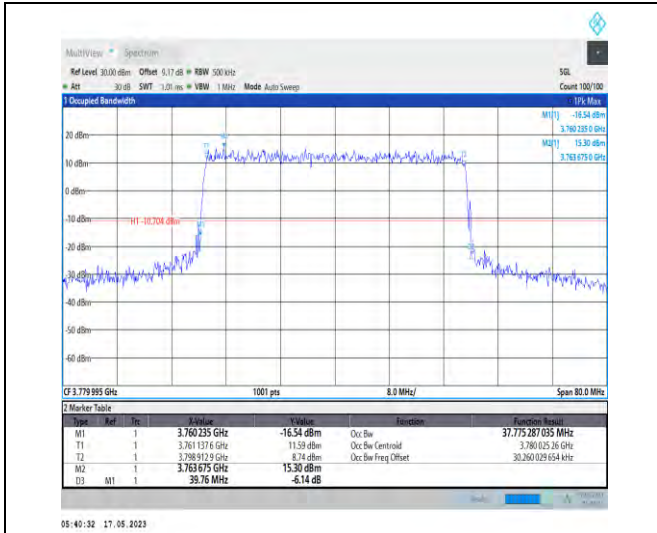 MultiView Spectrum
Ref Level 30.00 dBm Offset 9.17 dB RBW 500 kHz SGL
Att 30 dB SWT 1.01 ms VBW 1 MHz Mode Auto Sweep Count 100/100
1 Occupied Bandwidth 1Pk Max
M1[1] -16.54 dBm
3.760 235 0 GHz
M2[1] 15.30 dBm
3.763 675 0 GHz
20 dBm
10 dBm
0 dBm
-10 dBm
H1 -10.704 dBm
-20 dBm
-30 dBm
-40 dBm
-50 dBm
-60 dBm
CF 3.779 995 GHz 1001 pts 8.0 MHz/ Span 80.0 MHz
2 Marker Table
Type Ref Trc X-Value Y-Value Function Function Result
M1 1 3.760 235 GHz -16.54 dBm Occ Bw 37.775 287 035 MHz
T1 1 3.761 137 6 GHz 11.59 dBm Occ Bw Centroid 3.780 025 26 GHz
T2 1 3.798 912 9 GHz 8.74 dBm Occ Bw Freq Offset 30.260 029 654 kHz
M2 1 3.763 675 GHz 15.30 dBm
D3 M1 1 39.76 MHz -6.14 dB
05:40:32 17.05.2023